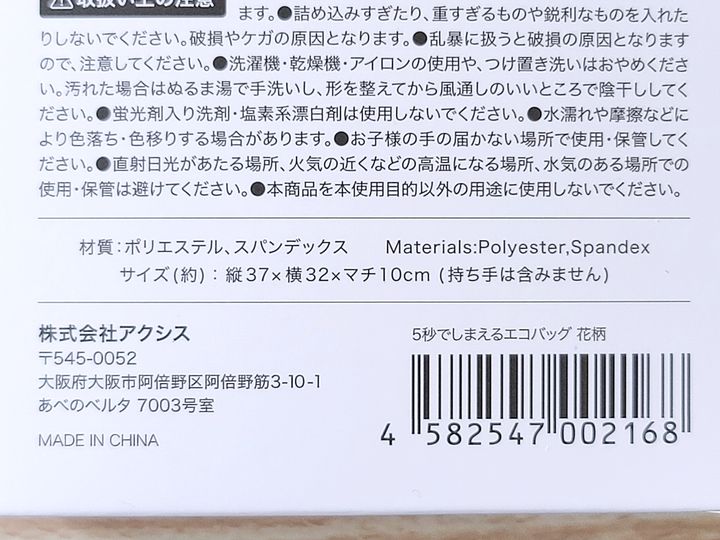 取扱い上の注意
ます。●詰め込みすぎたり、重すぎるものや鋭利なものを入れた
りしないでください。破損やケガの原因となります。●乱暴に扱うと破損の原因となります
ので、注意してください。●洗濯機・乾燥機・アイロンの使用や、つけ置き洗いはおやめくださ
い。汚れた場合はぬるま湯で手洗いし、形を整えてから風通しのいいところで陰干ししてく
ださい。●蛍光剤入り洗剤・塩素系漂白剤は使用しないでください。●水濡れや摩擦などに
より色落ち・色移りする場合があります。●お子様の手の届かない場所で使用・保管してく
ださい。●直射日光があたる場所、火気の近くなどの高温になる場所、水気のある場所での
使用・保管は避けてください。●本商品を本使用目的以外の用途に使用しないでください。
材質：ポリエステル、スパンデックス Materials:Polyester,Spandex
サイズ(約)：縦37×横32×マチ10cm (持ち手は含みません)
株式会社アクシス
〒545-0052
大阪府大阪市阿倍野区阿倍野筋3-10-1
あべのベルタ 7003号室
MADE IN CHINA
5秒でしまえるエコバッグ 花柄
4 582547 002168